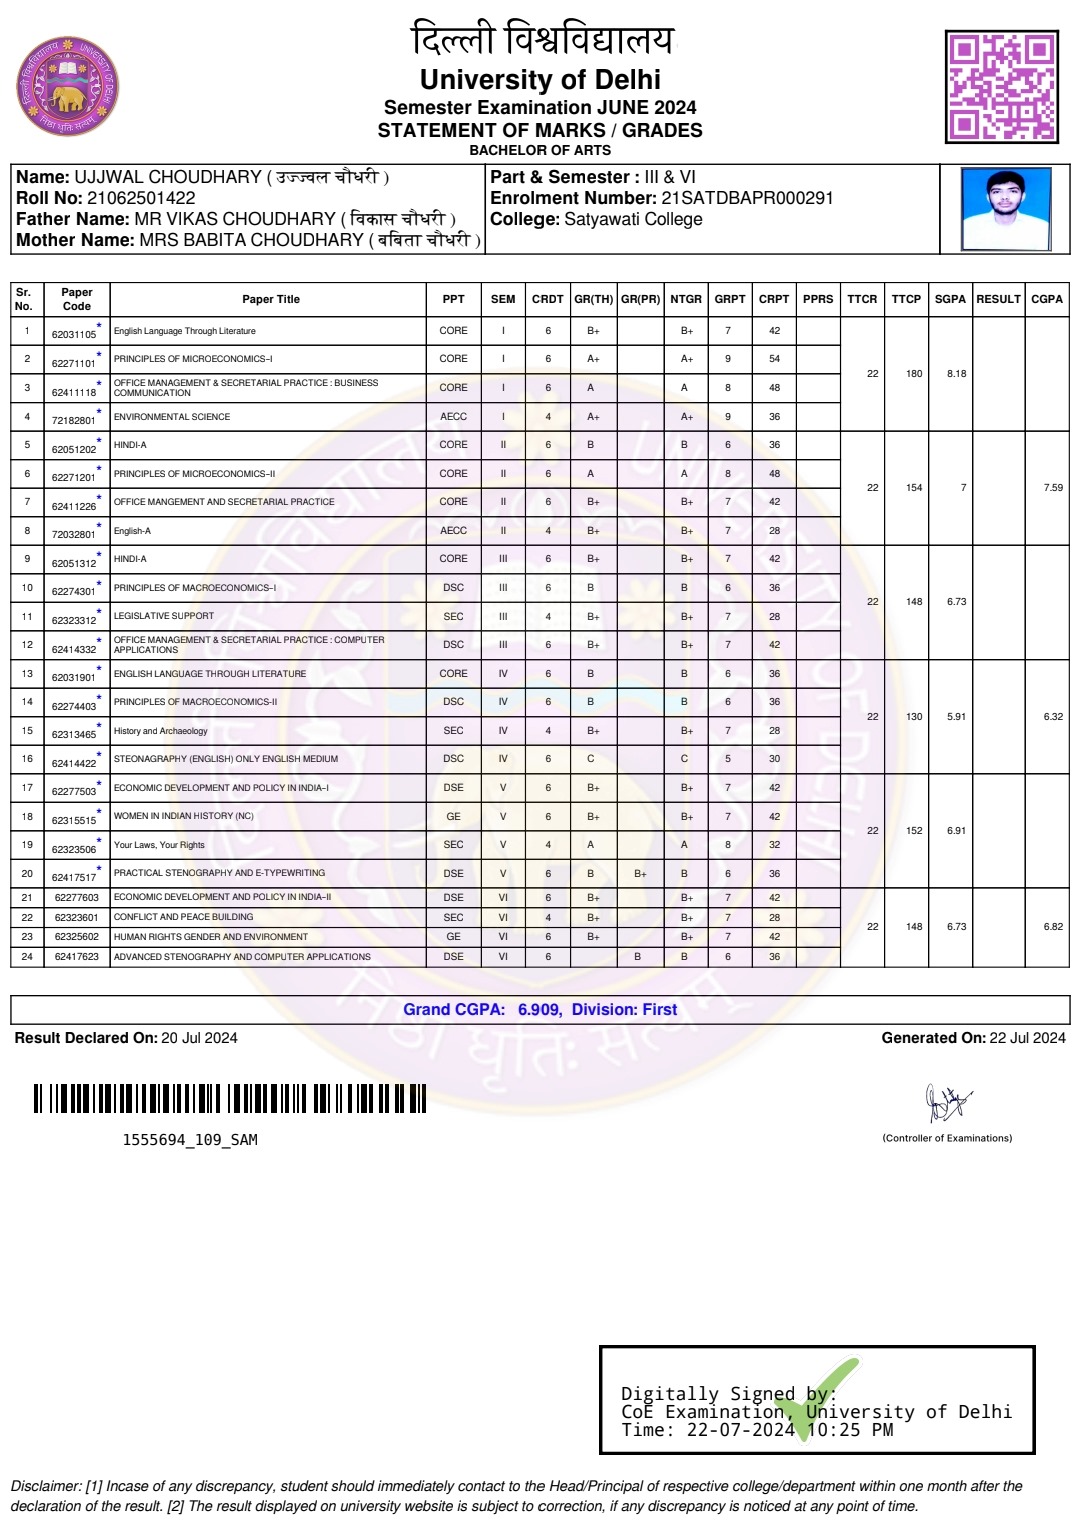 दिल्ली विश्वविद्यालय
University of Delhi
Semester Examination JUNE 2024
STATEMENT OF MARKS / GRADES
BACHELOR OF ARTS
Name: UJJWAL CHOUDHARY ( उज्ज्वल चौधरी )
Roll No: 21062501422
Father Name: MR VIKAS CHOUDHARY ( विकास चौधरी )
Mother Name: MRS BABITA CHOUDHARY ( बबिता चौधरी )
Part & Semester : III & VI
Enrolment Number: 21SATDBAPR000291
College: Satyawati College
Sr. No. Paper Code Paper Title PPT SEM CRDT GR(TH) GR(PR) NTGR GRPT CRPT PPRS TTCR TTCP SGPA RESULT CGPA
1 62031105* English Language Through Literature CORE I 6 B+ B+ 7 42
2 62271101* PRINCIPLES OF MICROECONOMICS-I CORE I 6 A+ A+ 9 54
22 180 8.18
3 62411118* OFFICE MANAGEMENT & SECRETARIAL PRACTICE : BUSINESS COMMUNICATION CORE I 6 A A 8 48
4 72182801* ENVIRONMENTAL SCIENCE AECC I 4 A+ A+ 9 36
5 62051202* HINDI-A CORE II 6 B B 6 36
6 62271201* PRINCIPLES OF MICROECONOMICS-II CORE II 6 A A 8 48
22 154 7 7.59
7 62411226* OFFICE MANGEMENT AND SECRETARIAL PRACTICE CORE II 6 B+ B+ 7 42
8 72032801* English-A AECC II 4 B+ B+ 7 28
9 62051312* HINDI-A CORE III 6 B+ B+ 7 42
10 62274301* PRINCIPLES OF MACROECONOMICS-I DSC III 6 B B 6 36
22 148 6.73
11 62323312* LEGISLATIVE SUPPORT SEC III 4 B+ B+ 7 28
12 62414332* OFFICE MANAGEMENT & SECRETARIAL PRACTICE : COMPUTER APPLICATIONS DSC III 6 B+ B+ 7 42
13 62031901* ENGLISH LANGUAGE THROUGH LITERATURE CORE IV 6 B B 6 36
14 62274403* PRINCIPLES OF MACROECONOMICS-II DSC IV 6 B B 6 36
22 130 5.91 6.32
15 62313465* History and Archaeology SEC IV 4 B+ B+ 7 28
16 62414422* STEONAGRAPHY (ENGLISH) ONLY ENGLISH MEDIUM DSC IV 6 C C 5 30
17 62277503* ECONOMIC DEVELOPMENT AND POLICY IN INDIA-I DSE V 6 B+ B+ 7 42
18 62315515* WOMEN IN INDIAN HISTORY (NC) GE V 6 B+ B+ 7 42
22 152 6.91
19 62323506* Your Laws, Your Rights SEC V 4 A A 8 32
20 62417517* PRACTICAL STENOGRAPHY AND E-TYPEWRITING DSE V 6 B B+ B 6 36
21 62277603 ECONOMIC DEVELOPMENT AND POLICY IN INDIA-II DSE VI 6 B+ B+ 7 42
22 62323601 CONFLICT AND PEACE BUILDING SEC VI 4 B+ B+ 7 28
22 148 6.73 6.82
23 62325602 HUMAN RIGHTS GENDER AND ENVIRONMENT GE VI 6 B+ B+ 7 42
24 62417623 ADVANCED STENOGRAPHY AND COMPUTER APPLICATIONS DSE VI 6 B B 6 36
Grand CGPA: 6.909, Division: First
Result Declared On: 20 Jul 2024
Generated On: 22 Jul 2024
1555694_109_SAM
(Controller of Examinations)
Digitally Signed by:
CoE Examination, University of Delhi
Time: 22-07-2024 10:25 PM
Disclaimer: [1] Incase of any discrepancy, student should immediately contact to the Head/Principal of respective college/department within one month after the
declaration of the result. [2] The result displayed on university website is subject to correction, if any discrepancy is noticed at any point of time.